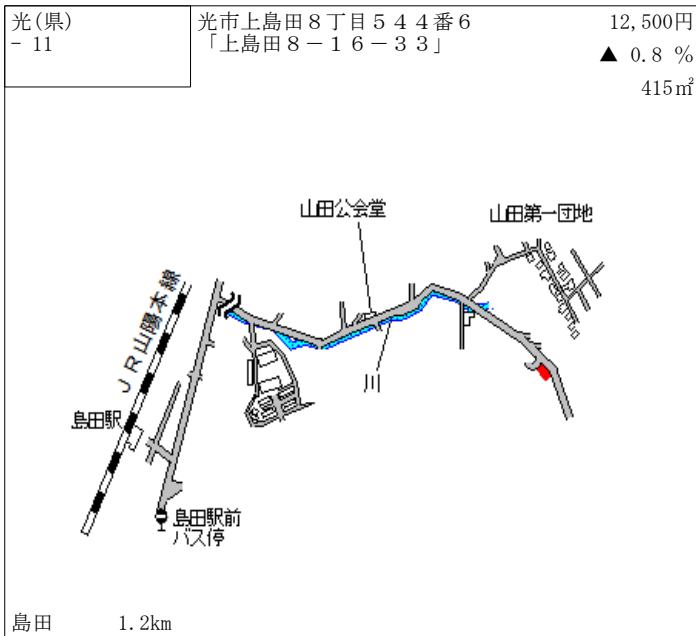 光(県)
- 11
光市上島田８丁目５４４番６
「上島田８－１６－３３」
12,500円
▲ 0.8 %
415㎡
山田公会堂
山田第一団地
ＪＲ山陽本線
川
島田駅
島田駅前
バス停
島田 1.2km